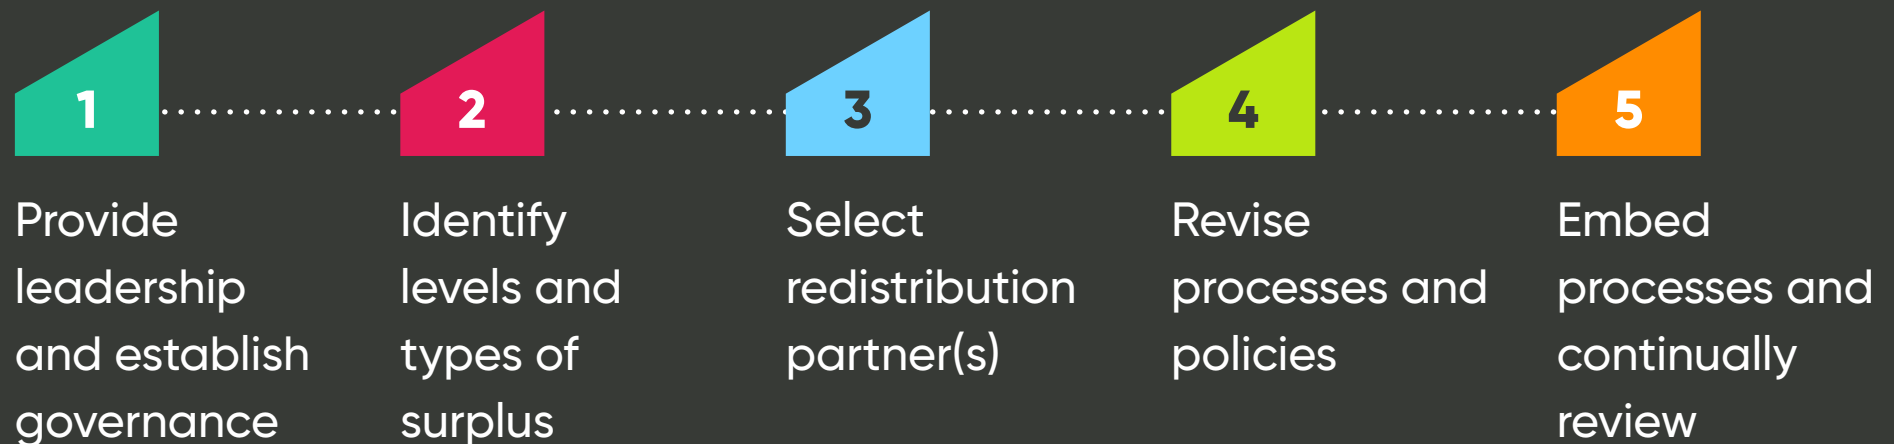 1
Provide
leadership
and establish
governance
2
Identify
levels and
types of
surplus
3
Select
redistribution
partner(s)
4
Revise
processes and
policies
5
Embed
processes and
continually
review